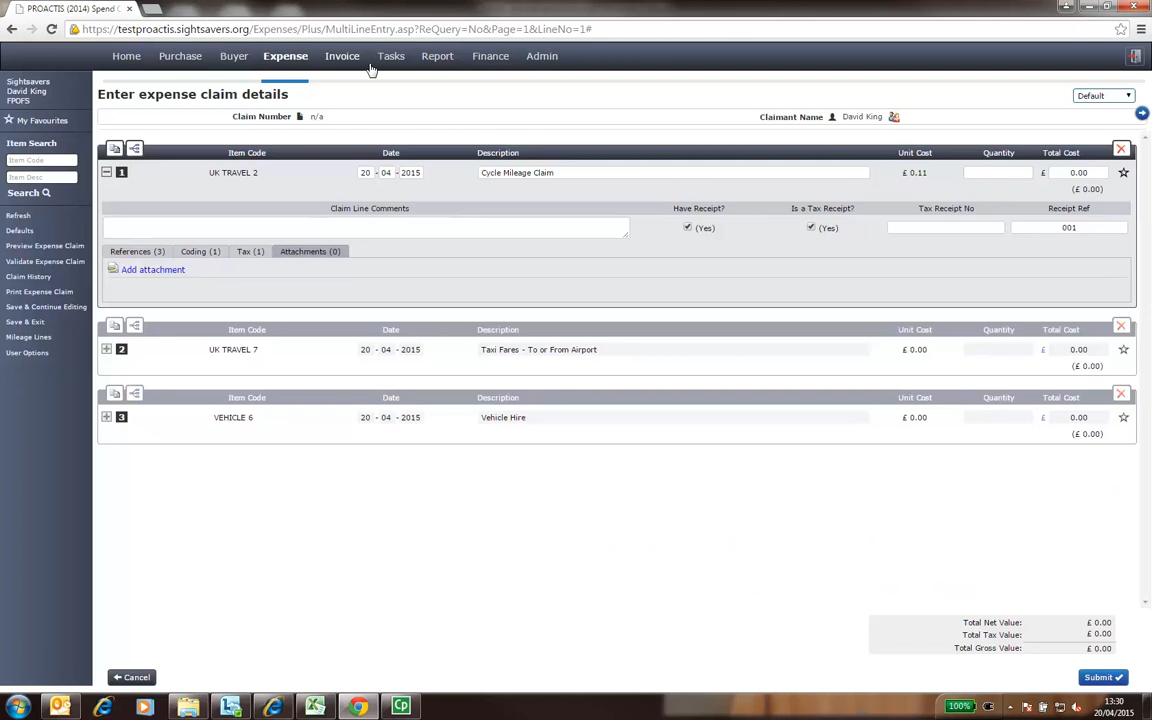 PROACTIS (2014) Spend C
https://testproactis.sightsavers.org/Expenses/Plus/MultiLineEntry.asp?ReQuery=No&Page=1&LineNo=1#
Home Purchase Buyer Expense Invoice Tasks Report Finance Admin
Sightsavers
David King
FPOFS
My Favourites
Item Search
Item Code
Item Desc
Search
Refresh
Defaults
Preview Expense Claim
Validate Expense Claim
Claim History
Print Expense Claim
Save & Continue Editing
Save & Exit
Mileage Lines
User Options
Enter expense claim details
Default
Claim Number n/a Claimant Name David King
Item Code Date Description Unit Cost Quantity Total Cost
1 UK TRAVEL 2 20 - 04 - 2015 Cycle Mileage Claim £ 0.11 £ 0.00
(£ 0.00)
Claim Line Comments Have Receipt? Is a Tax Receipt? Tax Receipt No Receipt Ref
(Yes) (Yes) 001
References (3) Coding (1) Tax (1) Attachments (0)
Add attachment
Item Code Date Description Unit Cost Quantity Total Cost
2 UK TRAVEL 7 20 - 04 - 2015 Taxi Fares - To or From Airport £ 0.00 £ 0.00
(£ 0.00)
Item Code Date Description Unit Cost Quantity Total Cost
3 VEHICLE 6 20 - 04 - 2015 Vehicle Hire £ 0.00 £ 0.00
(£ 0.00)
Total Net Value: £ 0.00
Total Tax Value: £ 0.00
Total Gross Value: £ 0.00
Cancel Submit
Cp 100% 13:30
20/04/2015